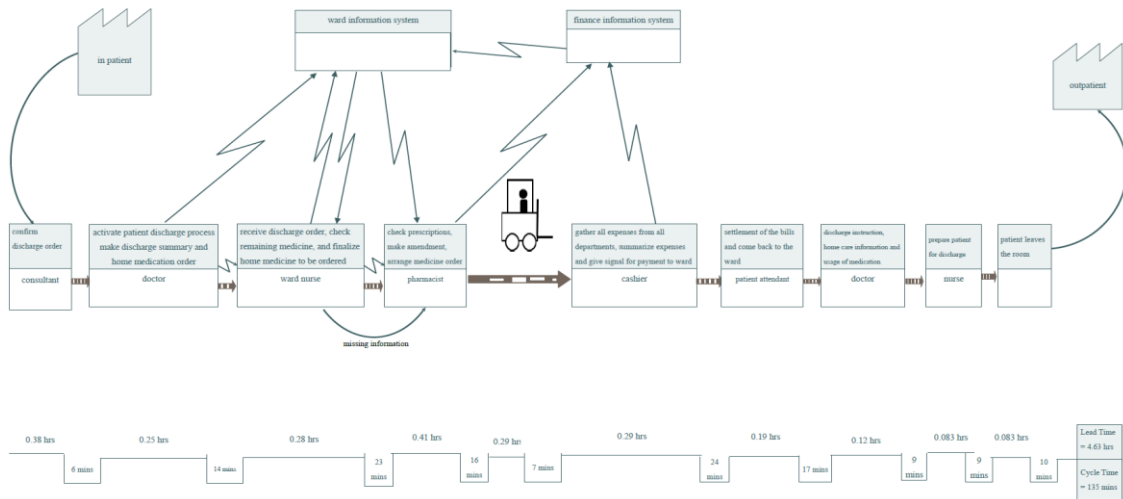 ward information system
finance information system
in patient
outpatient
confirm
discharge order
consultant
activate patient discharge process
make discharge summary and
home medication order
doctor
receive discharge order, check
remaining medicine, and finalize
home medicine to be ordered
ward nurse
check prescriptions,
make amendment,
arrange medicine order
pharmacist
gather all expenses from all
departments, summarize expenses
and give signal for payment to ward
cashier
settlement of the bills
and come back to the
ward
patient attendant
discharge instruction,
home care information and
usage of medication
doctor
prepare patient
for discharge
nurse
patient leaves
the room
missing information
0.38 hrs
0.25 hrs
0.28 hrs
0.41 hrs
0.29 hrs
0.29 hrs
0.19 hrs
0.12 hrs
0.083 hrs
0.083 hrs
6 mins
14 mins
23
mins
16
mins
7 mins
24
mins
17 mins
9
mins
9
mins
10
mins
Lead Time
= 4.63 hrs
Cycle Time
= 135 mins